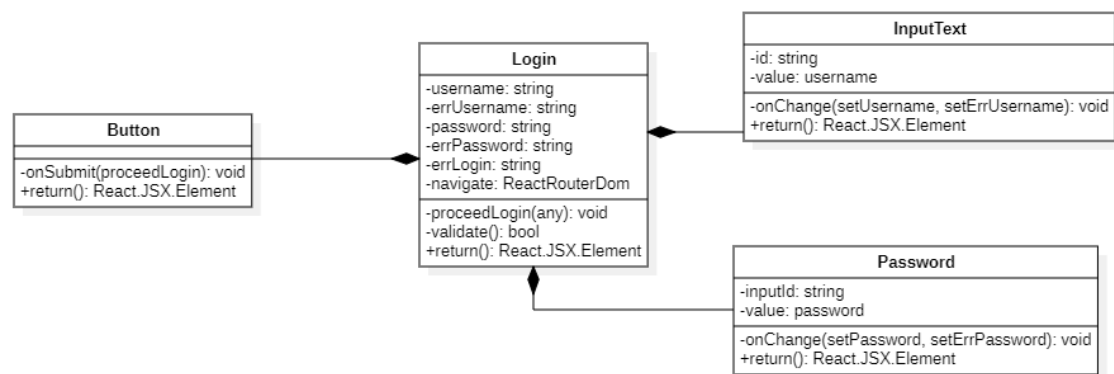 Button
-onSubmit(proceedLogin): void
+return(): React.JSX.Element
Login
-username: string
-errUsername: string
-password: string
-errPassword: string
-errLogin: string
-navigate: ReactRouterDom
-proceedLogin(any): void
-validate(): bool
+return(): React.JSX.Element
InputText
-id: string
-value: username
-onChange(setUsername, setErrUsername): void
+return(): React.JSX.Element
Password
-inputId: string
-value: password
-onChange(setPassword, setErrPassword): void
+return(): React.JSX.Element